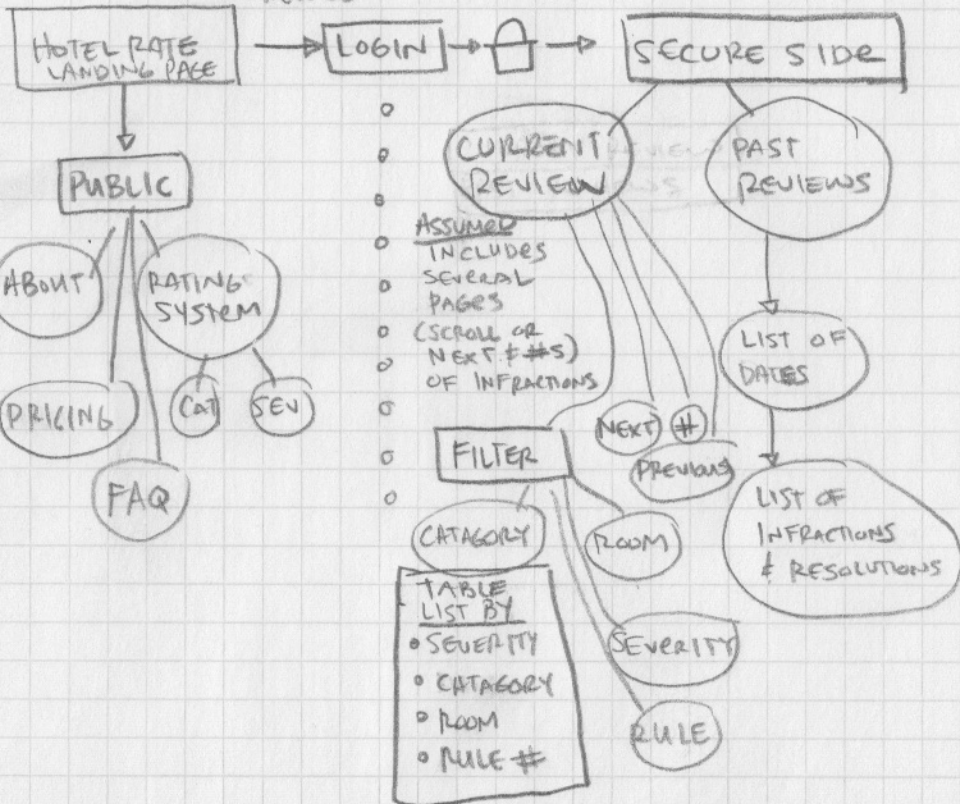 HOTEL RATE
LANDING PAGE
LOGIN
SECURE SIDE
PUBLIC
ABOUT
RATING
SYSTEM
PRICING
CAT
SEV
FAQ
CURRENT
REVIEW
PAST
REVIEWS
ASSUMED
INCLUDES
SEVERAL
PAGES
(SCROLL OR
NEXT & #S)
OF INFRACTIONS
LIST OF
DATES
NEXT
#
PREVIOUS
FILTER
CATAGORY
ROOM
SEVERITY
RULE
TABLE
LIST BY
• SEVERITY
• CATAGORY
• ROOM
• RULE #
LIST OF
INFRACTIONS
& RESOLUTIONS